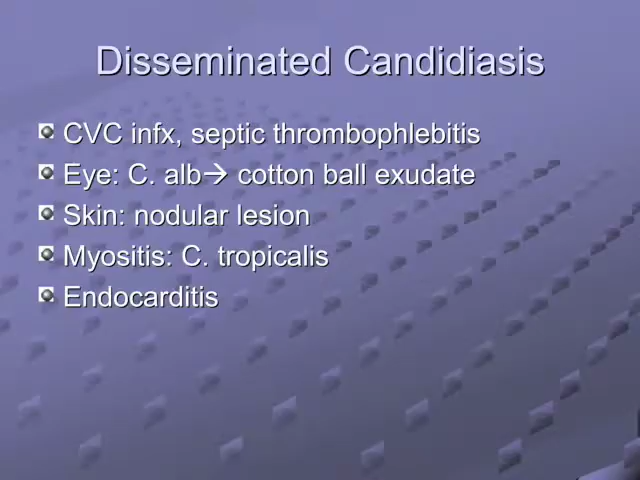 Disseminated Candidiasis
CVC infx, septic thrombophlebitis
Eye: C. alb→ cotton ball exudate
Skin: nodular lesion
Myositis: C. tropicalis
Endocarditis